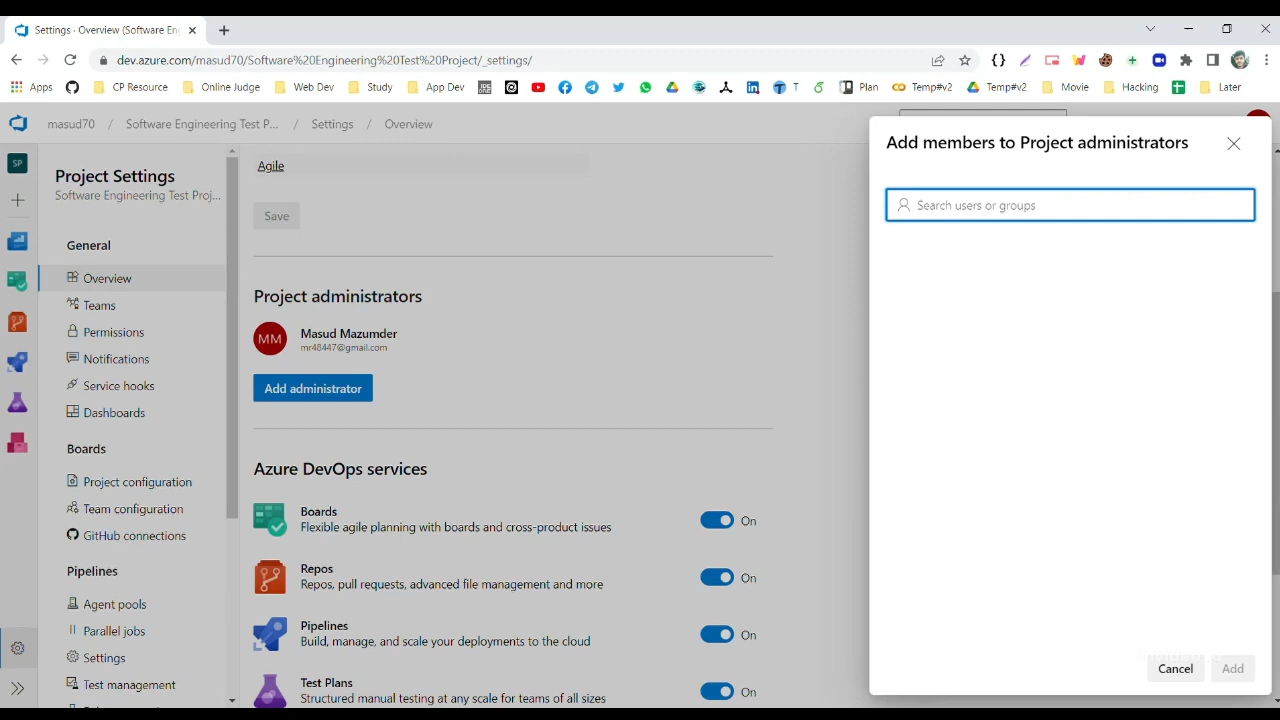 Settings · Overview (Software En
dev.azure.com/masud70/Software%20Engineering%20Test%20Project/_settings/
Apps
CP Resource
Online Judge
Web Dev
Study
App Dev
T
Plan
Temp#v2
Temp#v2
Movie
Hacking
Later
masud70 / Software Engineering Test P... / Settings / Overview
SP
Project Settings
Software Engineering Test Proj...
General
Overview
Teams
Permissions
Notifications
Service hooks
Dashboards
Boards
Project configuration
Team configuration
GitHub connections
Pipelines
Agent pools
Parallel jobs
Settings
Test management
Agile
Save
Project administrators
MM
Masud Mazumder
mr48447@gmail.com
Add administrator
Azure DevOps services
Boards
Flexible agile planning with boards and cross-product issues
On
Repos
Repos, pull requests, advanced file management and more
On
Pipelines
Build, manage, and scale your deployments to the cloud
On
Test Plans
Structured manual testing at any scale for teams of all sizes
On
Add members to Project administrators
Search users or groups
Cancel
Add